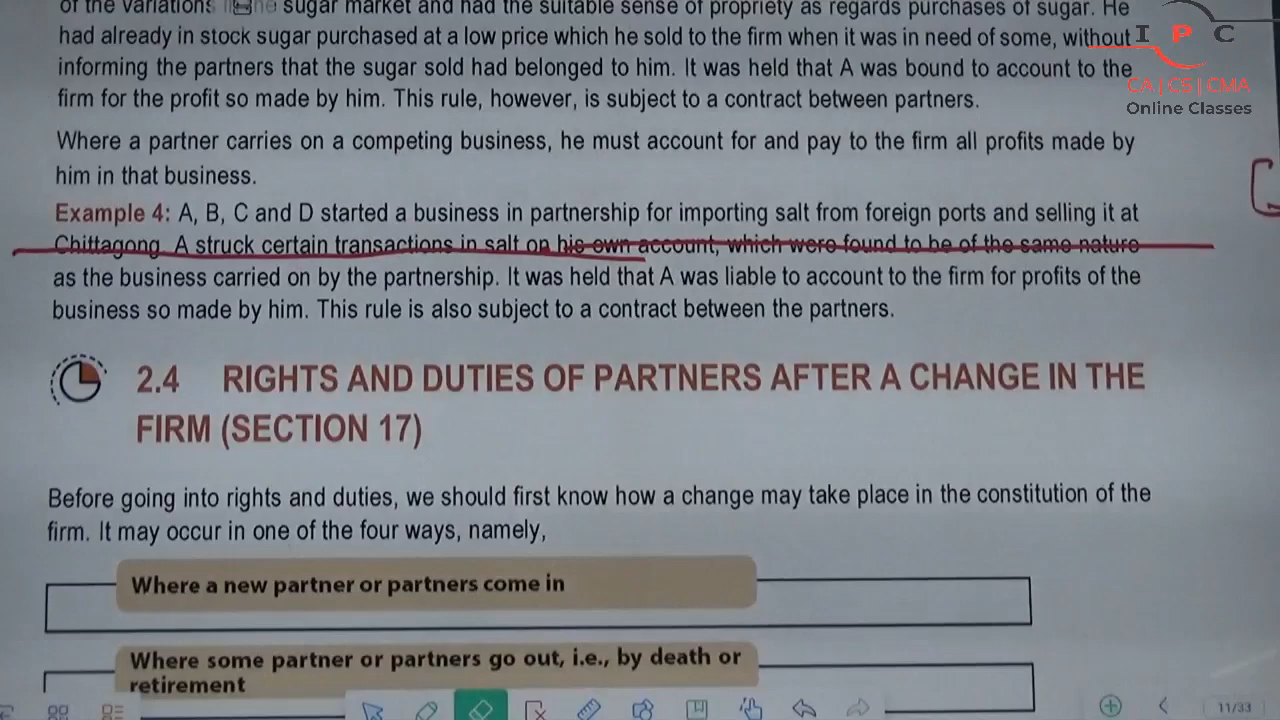 of the variations sugar market and had the suitable sense of propriety as regards purchases of sugar. He
had already in stock sugar purchased at a low price which he sold to the firm when it was in need of some, without
informing the partners that the sugar sold had belonged to him. It was held that A was bound to account to the
firm for the profit so made by him. This rule, however, is subject to a contract between partners.
I P C
CA|CS|CMA
Online Classes
Where a partner carries on a competing business, he must account for and pay to the firm all profits made by
him in that business.
Example 4: A, B, C and D started a business in partnership for importing salt from foreign ports and selling it at
Chittagong. A struck certain transactions in salt on his own account, which were found to be of the same nature
as the business carried on by the partnership. It was held that A was liable to account to the firm for profits of the
business so made by him. This rule is also subject to a contract between the partners.
2.4 RIGHTS AND DUTIES OF PARTNERS AFTER A CHANGE IN THE
FIRM (SECTION 17)
Before going into rights and duties, we should first know how a change may take place in the constitution of the
firm. It may occur in one of the four ways, namely,
Where a new partner or partners come in
Where some partner or partners go out, i.e., by death or
retirement
11/33